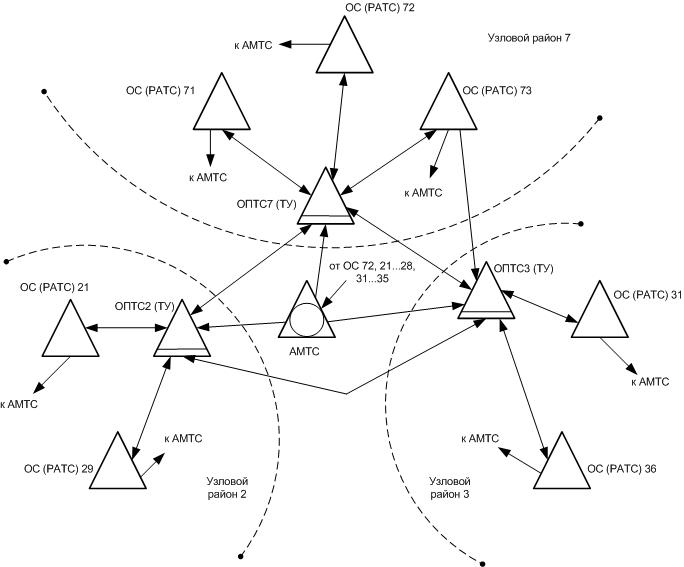 ОС (РАТС) 72
к АМТС
Узловой район 7
ОС (РАТС) 71
ОС (РАТС) 73
к АМТС
к АМТС
ОПТС7 (ТУ)
от ОС 72, 21...28,
31...35
ОПТС3 (ТУ)
ОС (РАТС) 21
ОПТС2 (ТУ)
ОС (РАТС) 31
АМТС
к АМТС
к АМТС
к АМТС
к АМТС
ОС (РАТС) 29
ОС (РАТС) 36
Узловой
район 2
Узловой
район 3